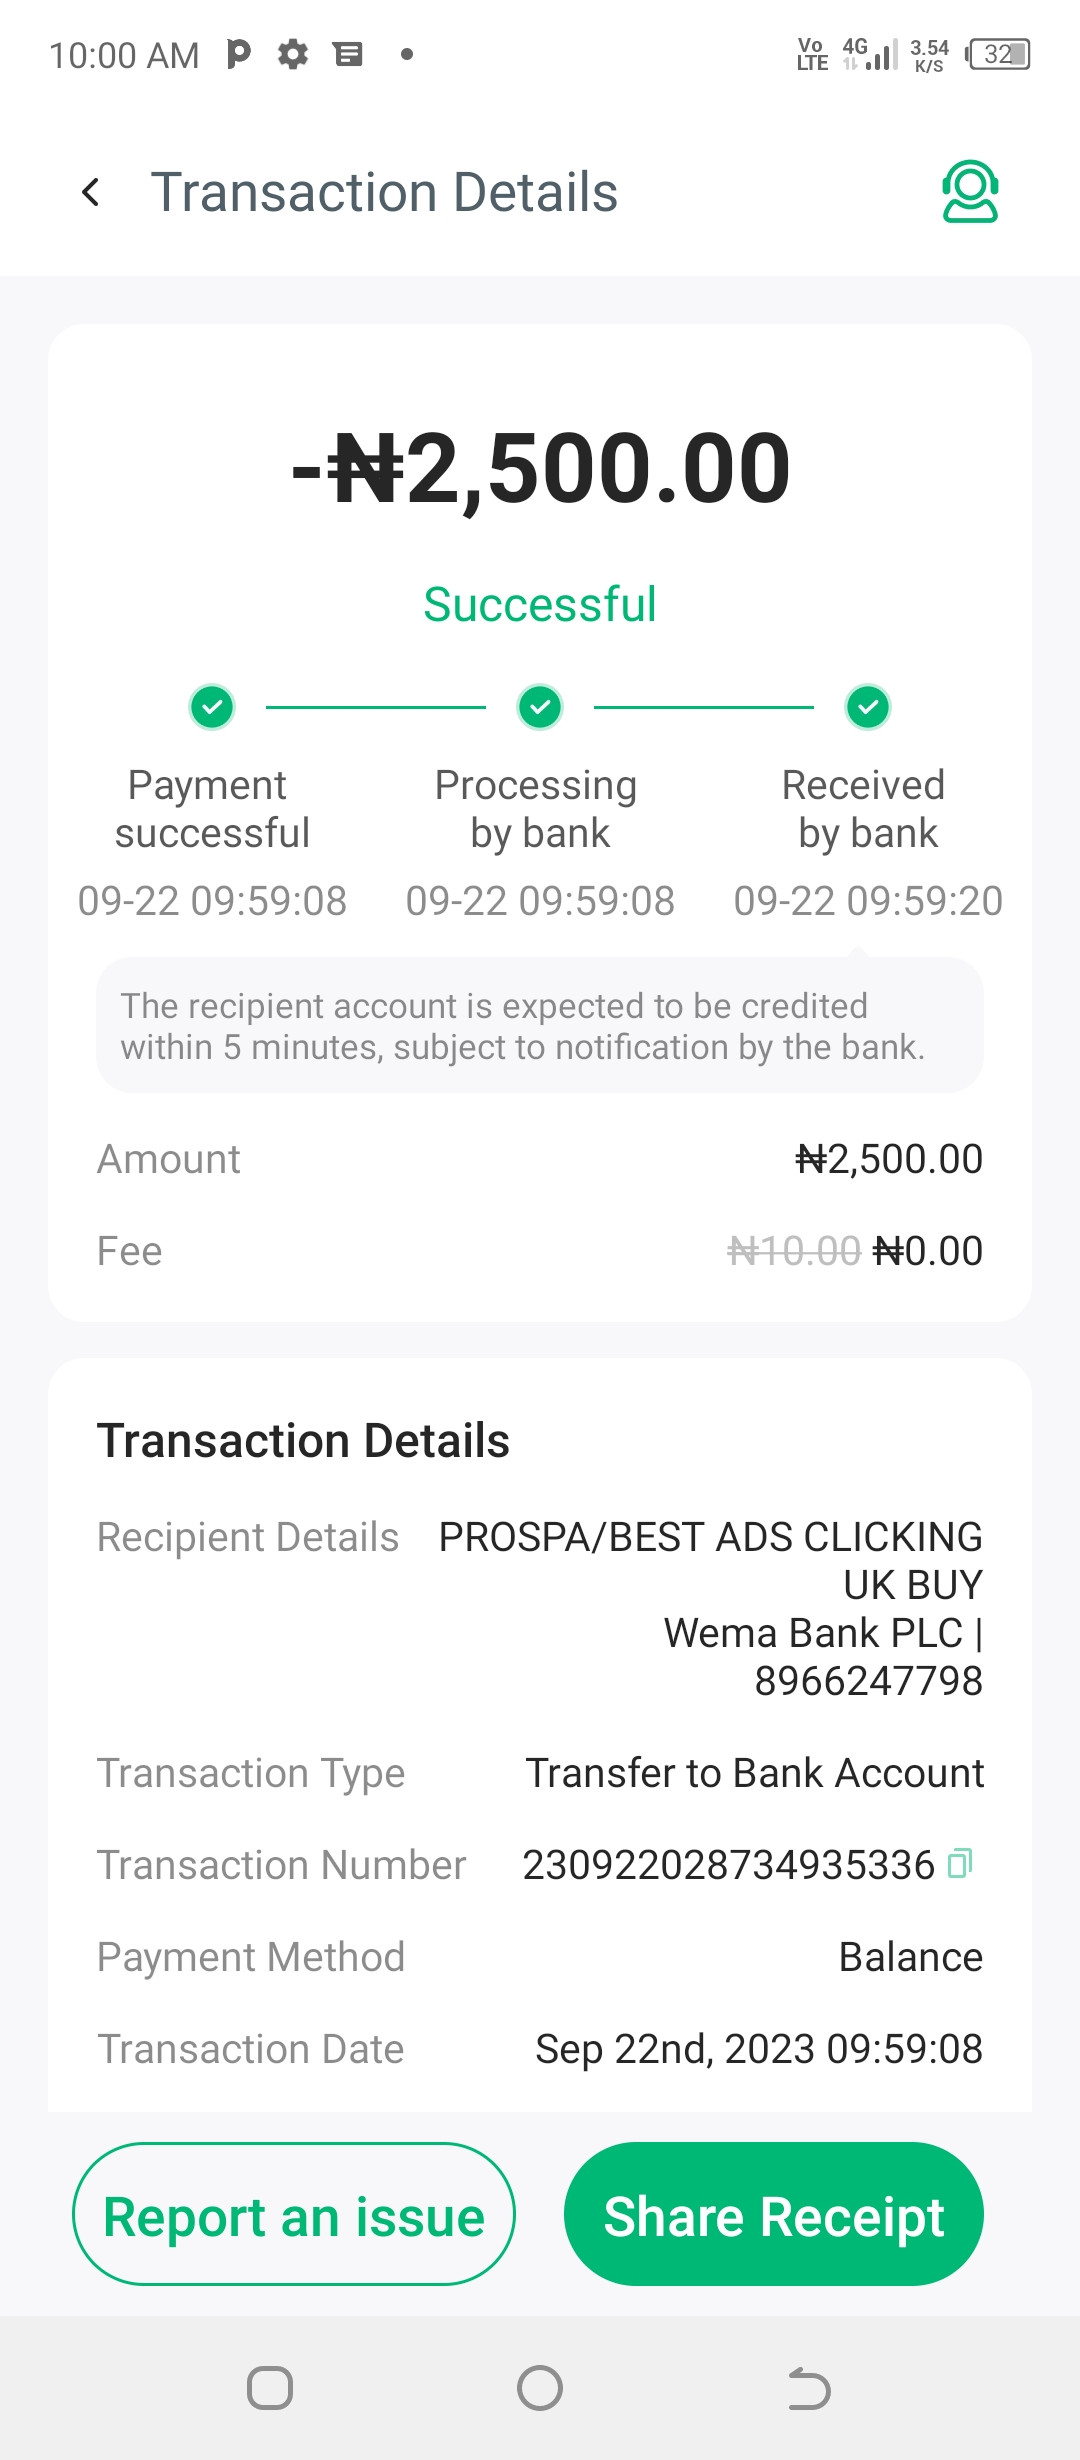 10:00 AM
Vo LTE 4G 3.54 K/S 32
Transaction Details
-₦2,500.00
Successful
Payment successful
Processing by bank
Received by bank
09-22 09:59:08
09-22 09:59:08
09-22 09:59:20
The recipient account is expected to be credited
within 5 minutes, subject to notification by the bank.
Amount ₦2,500.00
Fee ₦10.00 ₦0.00
Transaction Details
Recipient Details PROSPA/BEST ADS CLICKING
UK BUY
Wema Bank PLC |
8966247798
Transaction Type Transfer to Bank Account
Transaction Number 230922028734935336
Payment Method Balance
Transaction Date Sep 22nd, 2023 09:59:08
Report an issue
Share Receipt